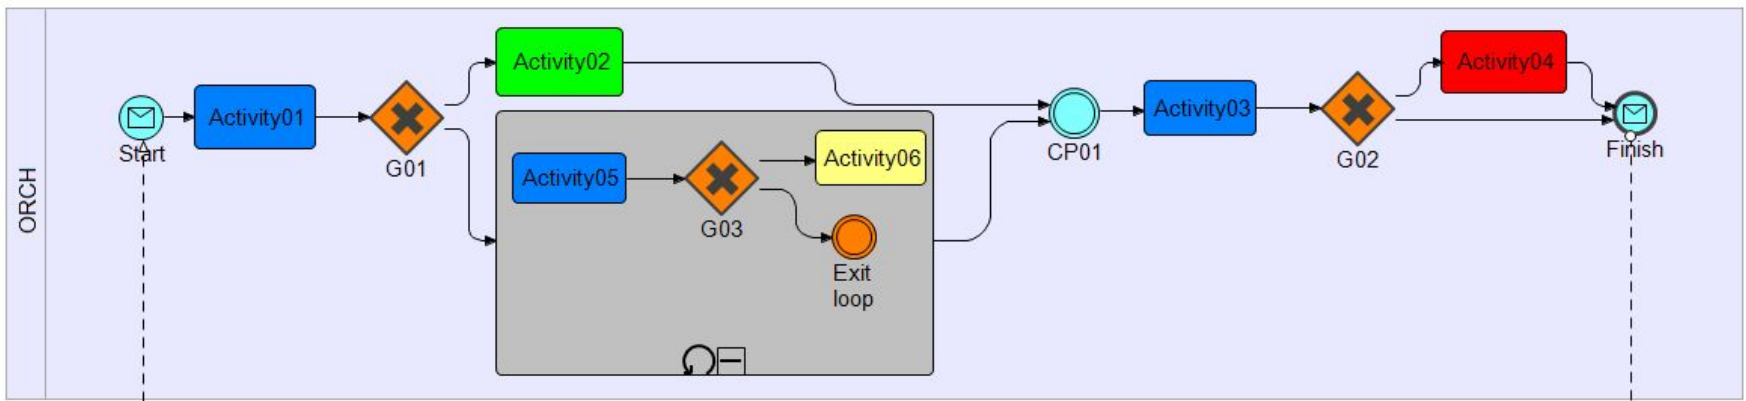 ORCH
Start
Activity01
G01
Activity02
Activity05
G03
Activity06
Exit
loop
CP01
Activity03
G02
Activity04
Finish